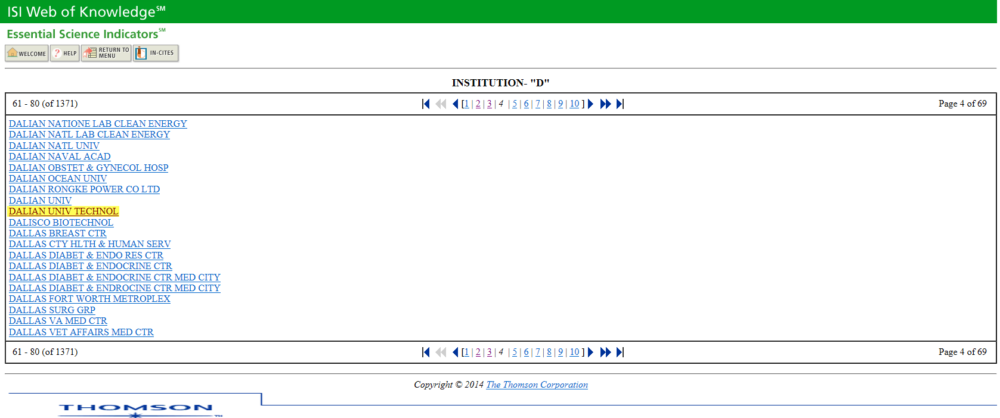 ISI Web of Knowledge℠
Essential Science Indicators℠
WELCOME ? HELP RETURN TO MENU IN-CITES
INSTITUTION- "D"
61 - 80 (of 1371) [1 | 2 | 3 | 4 | 5 | 6 | 7 | 8 | 9 | 10 ] Page 4 of 69
DALIAN NATIONE LAB CLEAN ENERGY
DALIAN NATL LAB CLEAN ENERGY
DALIAN NATL UNIV
DALIAN NAVAL ACAD
DALIAN OBSTET & GYNECOL HOSP
DALIAN OCEAN UNIV
DALIAN RONGKE POWER CO LTD
DALIAN UNIV
DALIAN UNIV TECHNOL
DALISCO BIOTECHNOL
DALLAS BREAST CTR
DALLAS CTY HLTH & HUMAN SERV
DALLAS DIABET & ENDO RES CTR
DALLAS DIABET & ENDOCRINE CTR
DALLAS DIABET & ENDOCRINE CTR MED CITY
DALLAS DIABET & ENDROCINE CTR MED CITY
DALLAS FORT WORTH METROPLEX
DALLAS SURG GRP
DALLAS VA MED CTR
DALLAS VET AFFAIRS MED CTR
61 - 80 (of 1371) [1 | 2 | 3 | 4 | 5 | 6 | 7 | 8 | 9 | 10 ] Page 4 of 69
Copyright © 2014 The Thomson Corporation
THOMSON
™